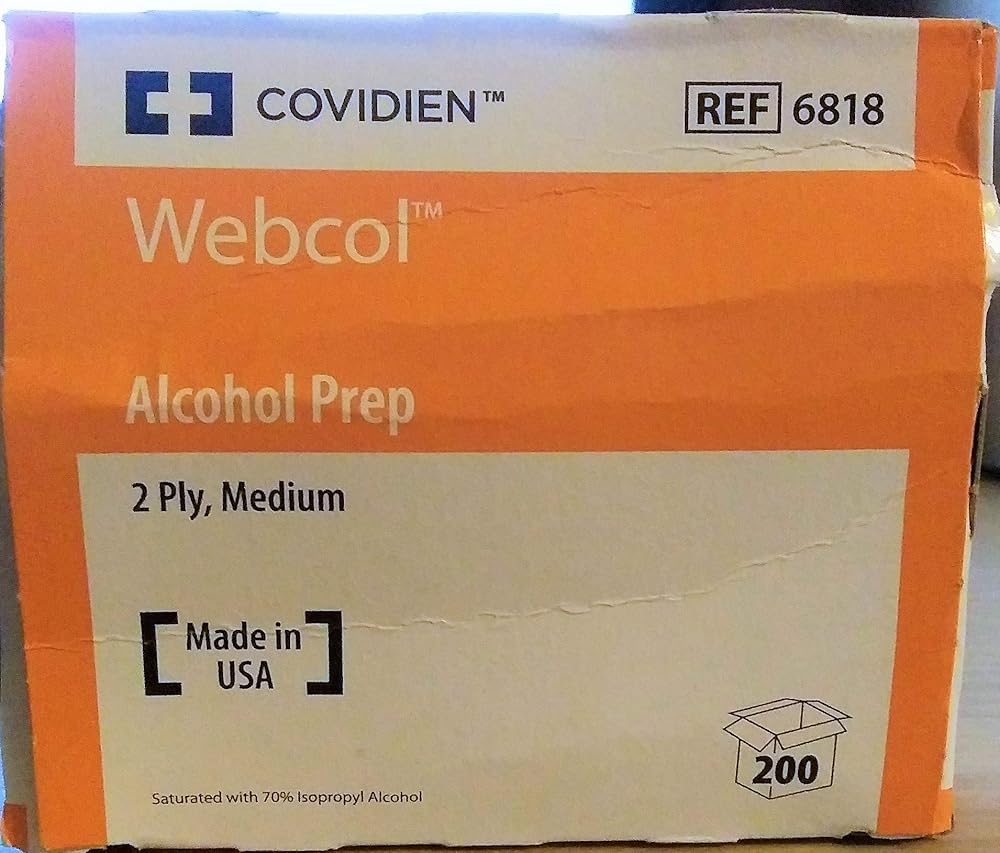 COVIDIEN™
REF 6818
Webcol™
Alcohol Prep
2 Ply, Medium
Made in
USA
200
Saturated with 70% Isopropyl Alcohol